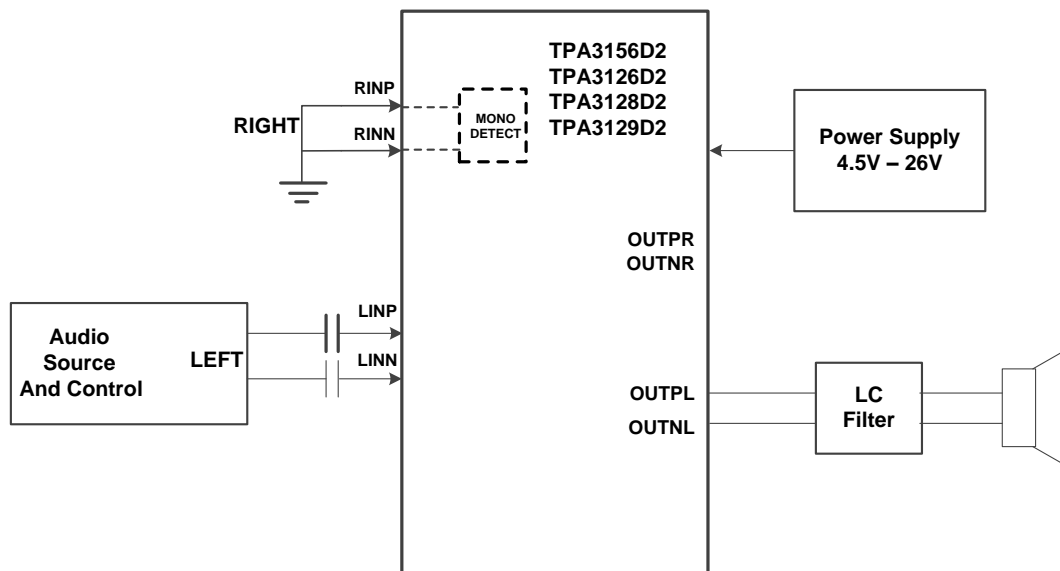 TPA3156D2
TPA3126D2
TPA3128D2
TPA3129D2
RINP
RIGHT
RINN
MONO
DETECT
Power Supply
4.5V – 26V
OUTPR
OUTNR
LINP
LINN
Audio
Source
And Control
LEFT
OUTPL
OUTNL
LC
Filter